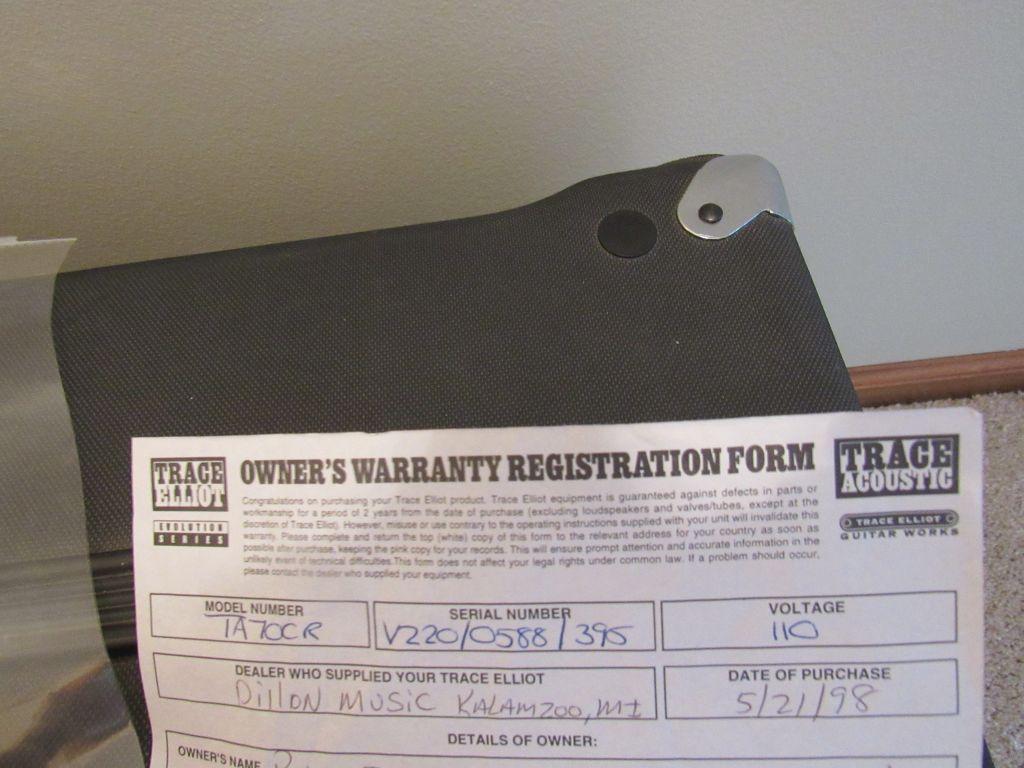 TRACE ELLIOT
EVOLUTION SERIES
OWNER'S WARRANTY REGISTRATION FORM
TRACE ACOUSTIC
TRACE ELLIOT
GUITAR WORKS
Congratulations on purchasing your Trace Elliot product. Trace Elliot equipment is guaranteed against defects in parts or
workmanship for a period of 2 years from the date of purchase (excluding loudspeakers and valves/tubes, except at the
discretion of Trace Elliot). However, misuse or use contrary to the operating instructions supplied with your unit will invalidate this
warranty. Please complete and return the top (white) copy of this form to the relevant address for your country as soon as
possible after purchase, keeping the pink copy for your records. This will ensure prompt attention and accurate information in the
unlikely event of technical difficulties.This form does not affect your legal rights under common law. If a problem should occur,
please contact the dealer who supplied your equipment.
MODEL NUMBER
TA70CR
SERIAL NUMBER
V220/0588/395
VOLTAGE
110
DEALER WHO SUPPLIED YOUR TRACE ELLIOT
Dillon Music Kalamzoo, MI
DATE OF PURCHASE
5/21/98
DETAILS OF OWNER:
OWNER'S NAME